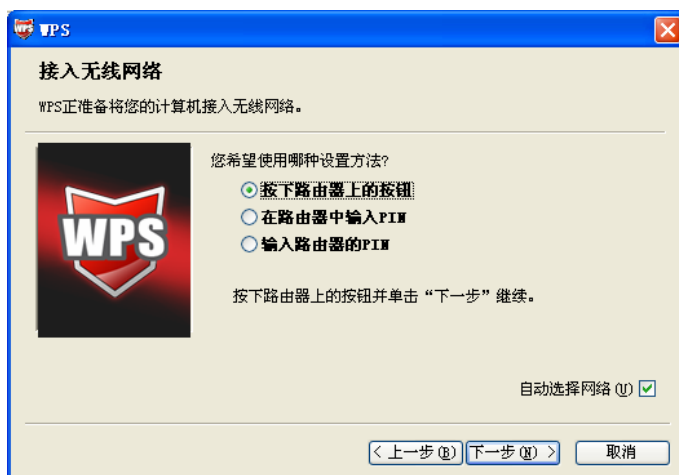 WPS
接入无线网络
WPS正准备将您的计算机接入无线网络。
您希望使用哪种设置方法?
按下路由器上的按钮
在路由器中输入PIN
输入路由器的PIN
WPS
按下路由器上的按钮并单击“下一步”继续。
自动选择网络(U)
< 上一步(B) 下一步(N) > 取消